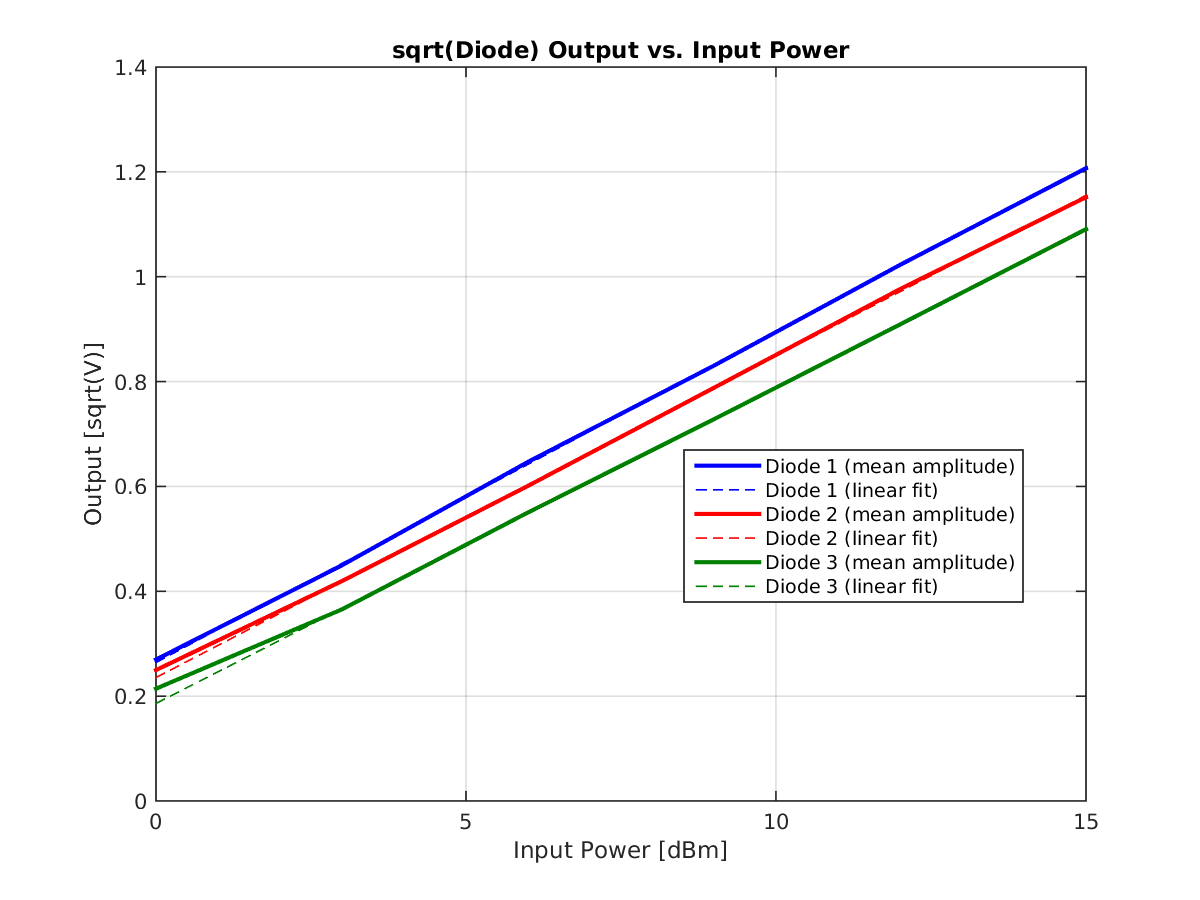 sqrt(Diode) Output vs. Input Power
1.4
1.2
1
0.8
0.6
0.4
0.2
0
Output [sqrt(V)]
Diode 1 (mean amplitude)
Diode 1 (linear fit)
Diode 2 (mean amplitude)
Diode 2 (linear fit)
Diode 3 (mean amplitude)
Diode 3 (linear fit)
0 5 10 15
Input Power [dBm]